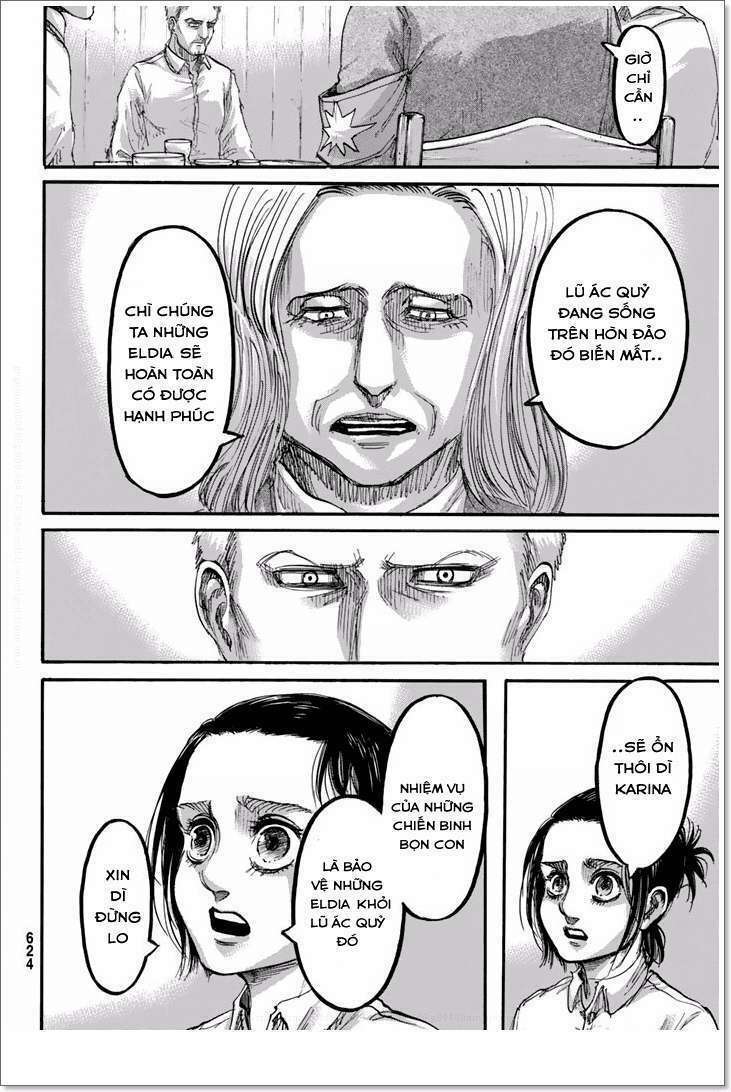 GIỜ
CHỈ
CẦN
..
LŨ ÁC QUỶ
ĐANG SỐNG
TRÊN HÒN ĐẢO
ĐÓ BIẾN MẤT..
CHÌ CHÚNG
TA NHỮNG
ELDIA SẼ
HOÀN TOÀN
CÓ ĐƯỢC
HẠNH PHÚC
..SẼ ỔN
THÔI DÌ
KARINA
NHIỆM VỤ
CỦA NHỮNG
CHIẾN BINH
BỌN CON
LÀ BẢO
VỆ NHỮNG
ELDIA KHỎI
LŨ ÁC QUỶ
ĐÓ
XIN
DÌ
ĐỪNG
LO
624